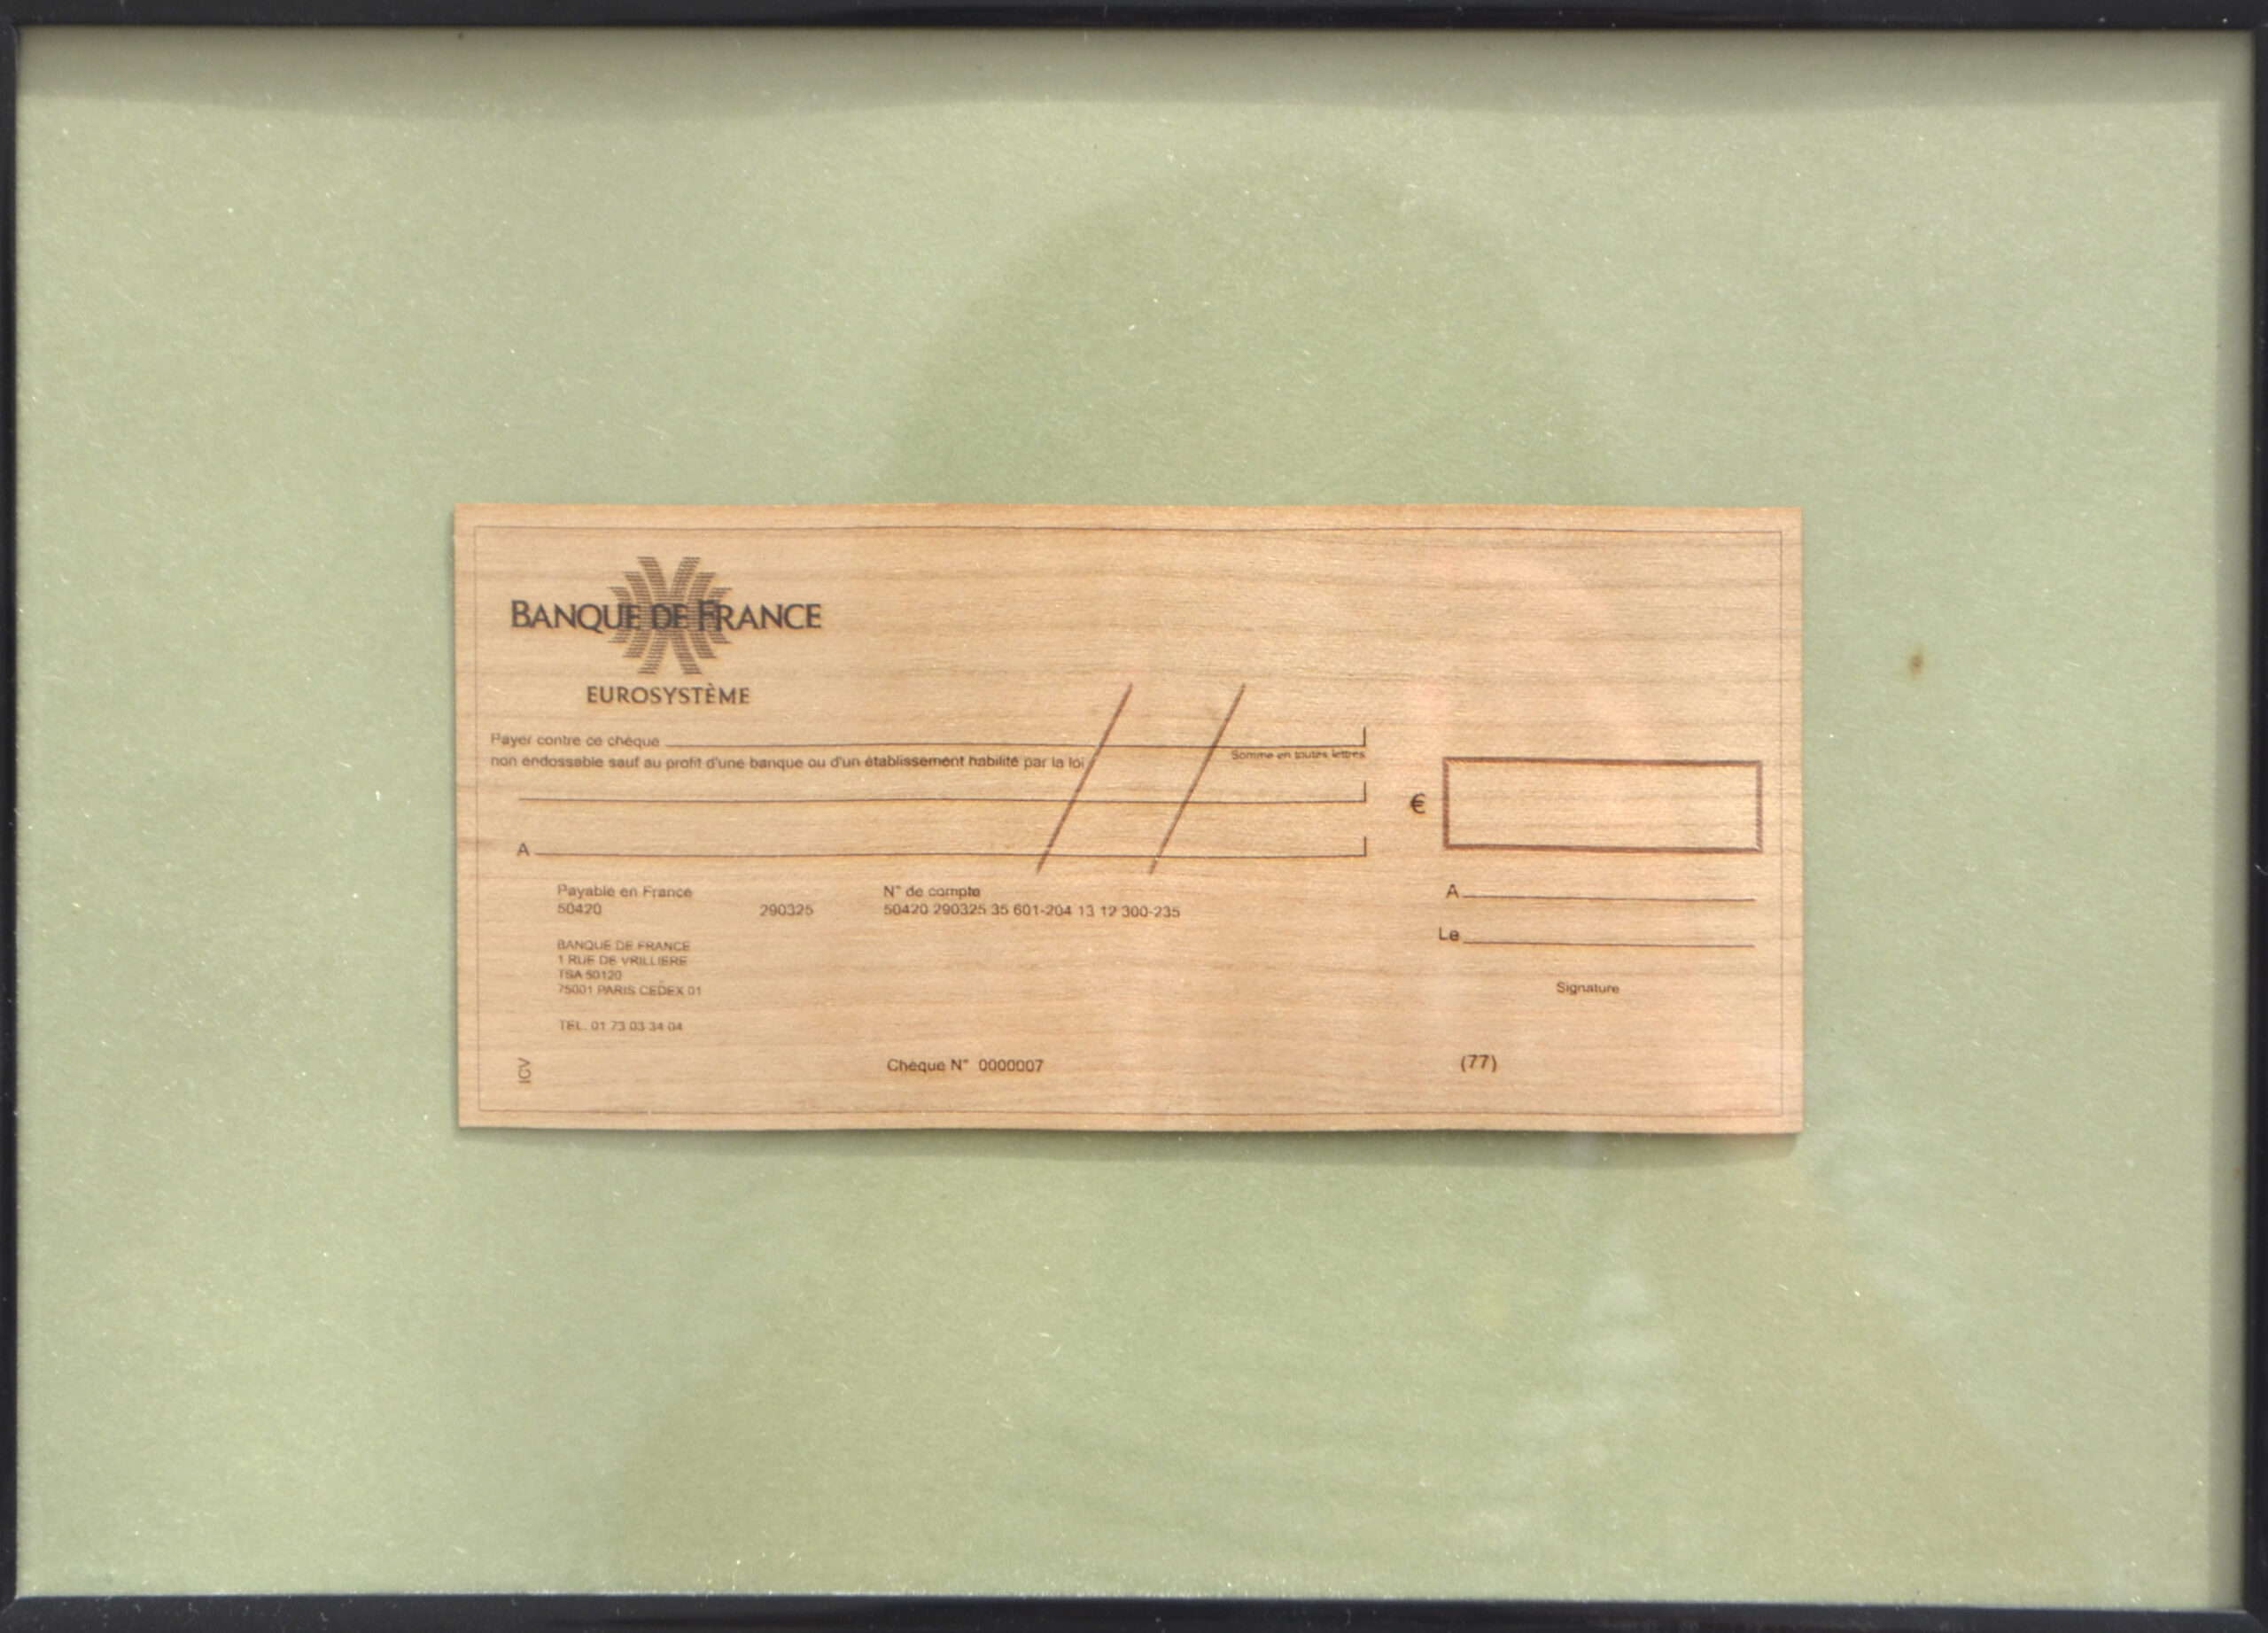 BANQUE DE FRANCE
EUROSYSTÈME
Payer contre ce chèque
non endossable sauf au profit d'une banque ou d'un établissement habilité par la loi
Somme en toutes lettres
€
A
Payable en France
50420 290325
N° de compte
50420 290325 35 601-204 13 12 300-235
A
Le
BANQUE DE FRANCE
1 RUE DE VRILLIERE
TSA 50120
75001 PARIS CEDEX 01
TEL. 01 73 03 34 04
Signature
ICV
Chèque N° 0000007
(77)